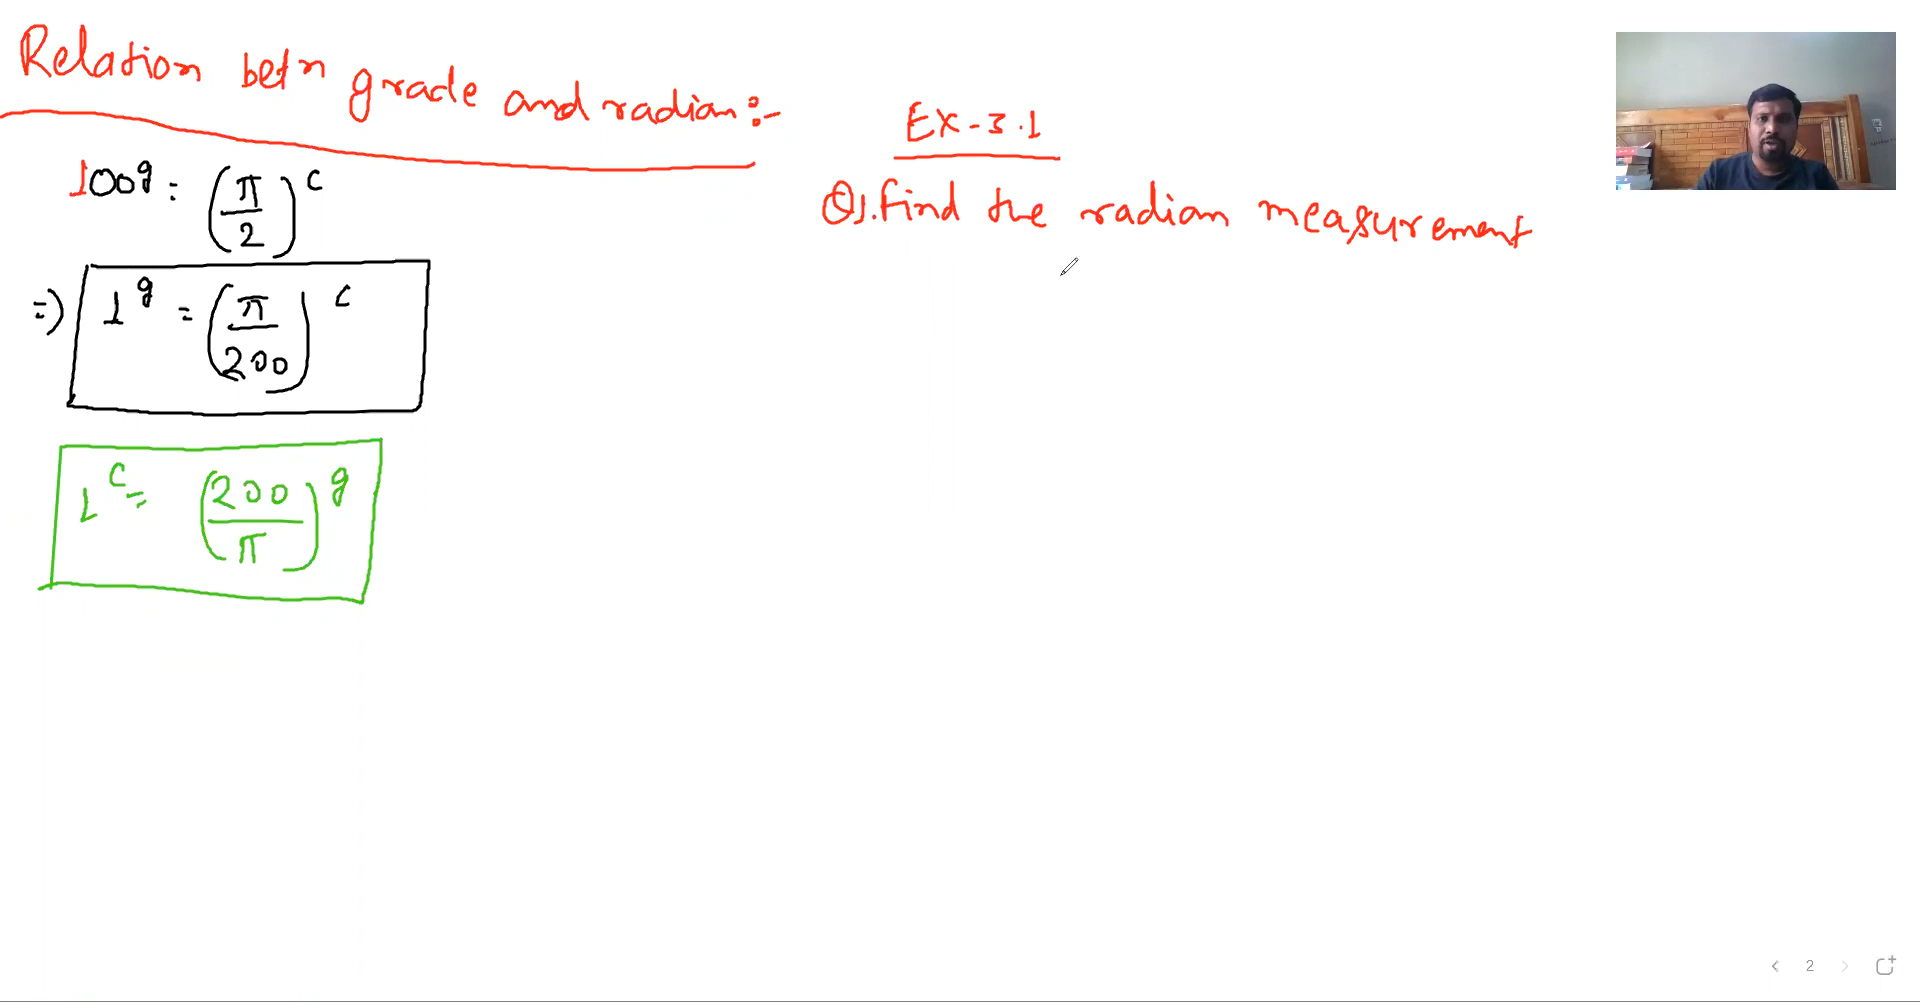 Relation betn grade and radian:-
100g = (π/2)c
=) 1g = (π/200)c
1c = (200/π)g
EX-3.1
Q1. Find the radian measurement
2